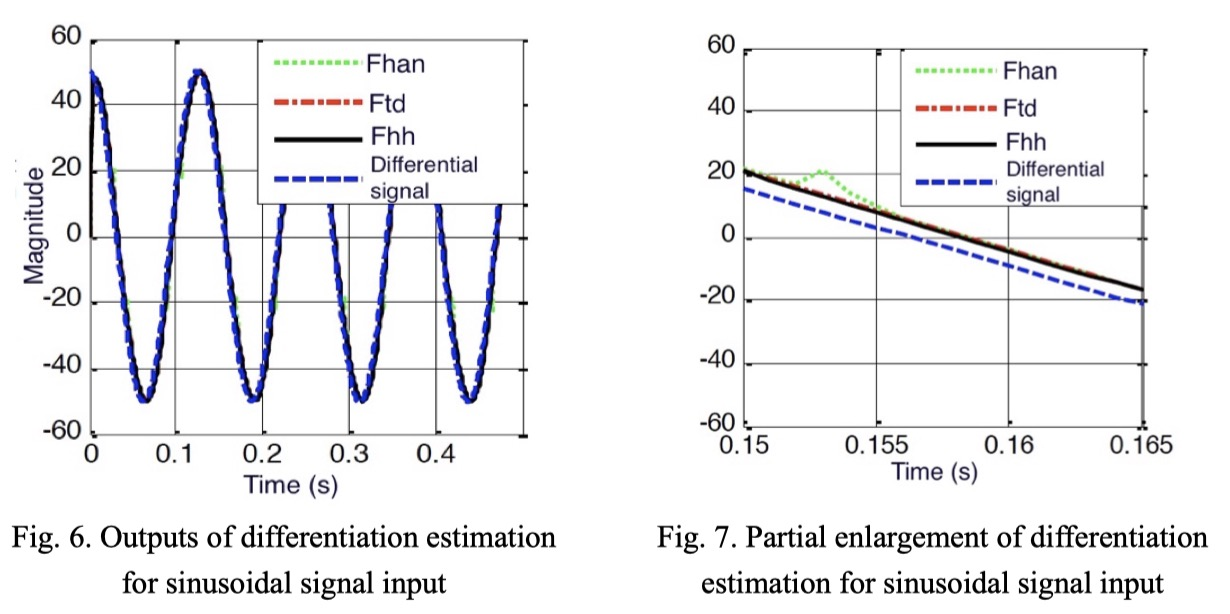 60
40
20
0
-20
-40
-60
Magnitude
0 0.1 0.2 0.3 0.4
Time (s)
Fhan
Ftd
Fhh
Differential
signal
Fig. 6. Outputs of differentiation estimation
for sinusoidal signal input
60
40
20
0
-20
-40
-60
0.15 0.155 0.16 0.165
Time (s)
Fhan
Ftd
Fhh
Differential
signal
Fig. 7. Partial enlargement of differentiation
estimation for sinusoidal signal input